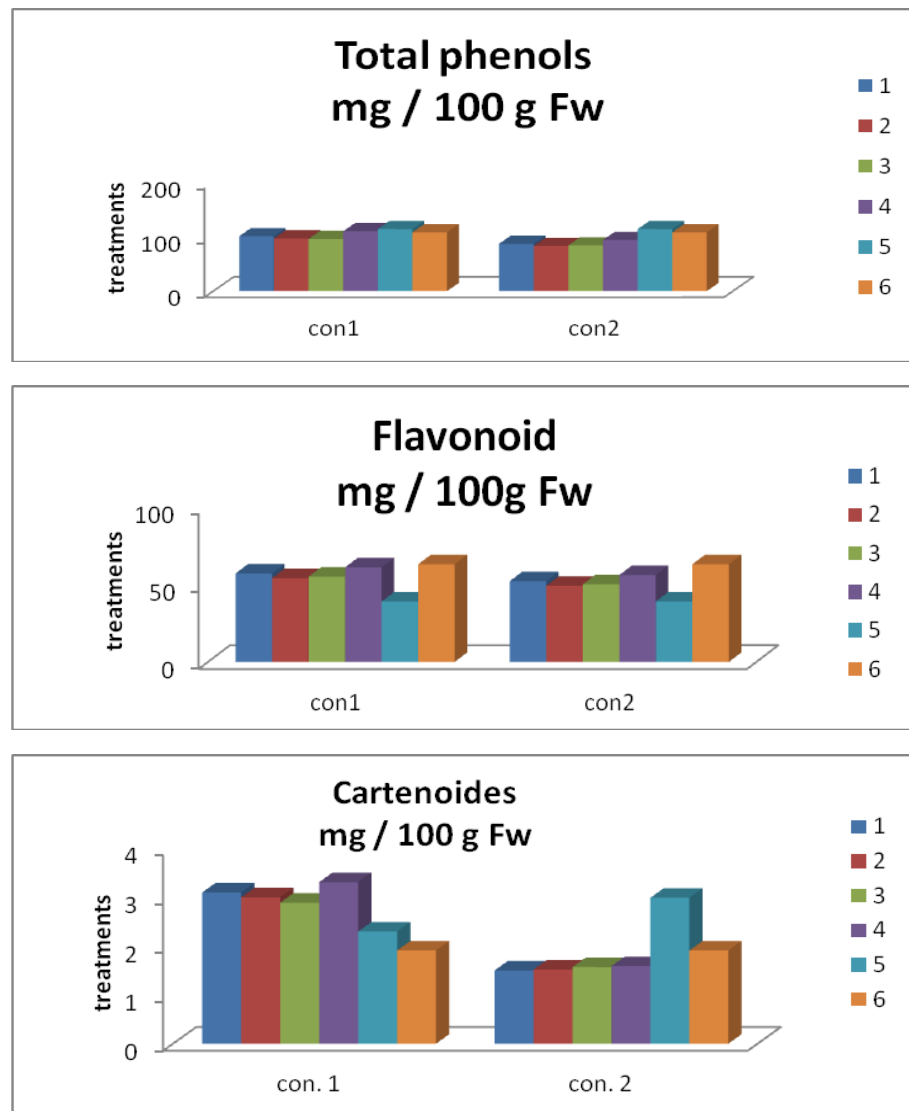 Total phenols
mg / 100 g Fw
treatments
200
100
0
con1
con2
1
2
3
4
5
6
Flavonoid
mg / 100g Fw
treatments
100
50
0
con1
con2
1
2
3
4
5
6
Cartenoides
mg / 100 g Fw
treatments
4
3
2
1
0
con. 1
con. 2
1
2
3
4
5
6